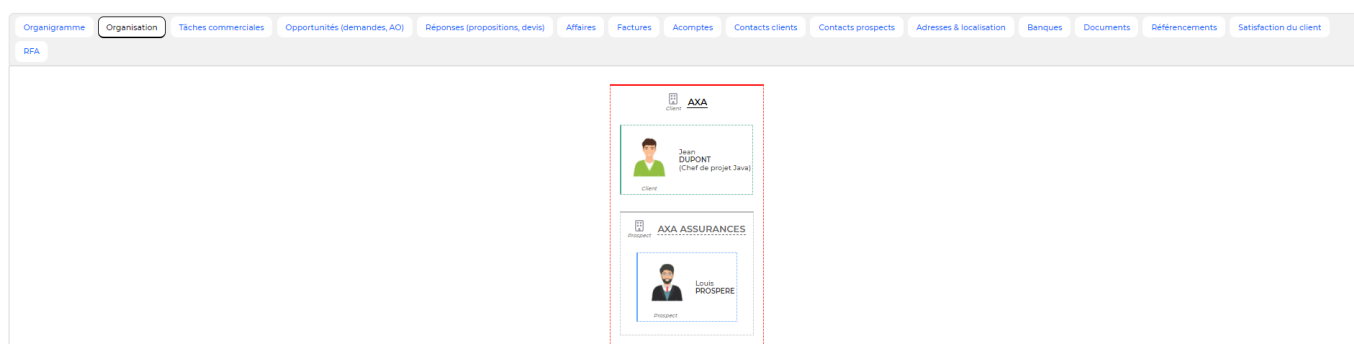 Organigramme Organisation Tâches commerciales Opportunités (demandes, AO) Réponses (propositions, devis) Affaires Factures Acomptes Contacts clients Contacts prospects Adresses & localisation Banques Documents Référencements Satisfaction du client
RFA
AXA
Client
Jean
DUPONT
(Chef de projet Java)
Client
AXA ASSURANCES
Prospect
Louis
PROSPERE
Prospect